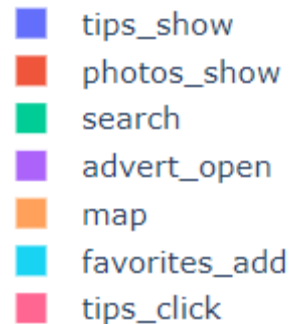 tips_show
photos_show
search
advert_open
map
favorites_add
tips_click